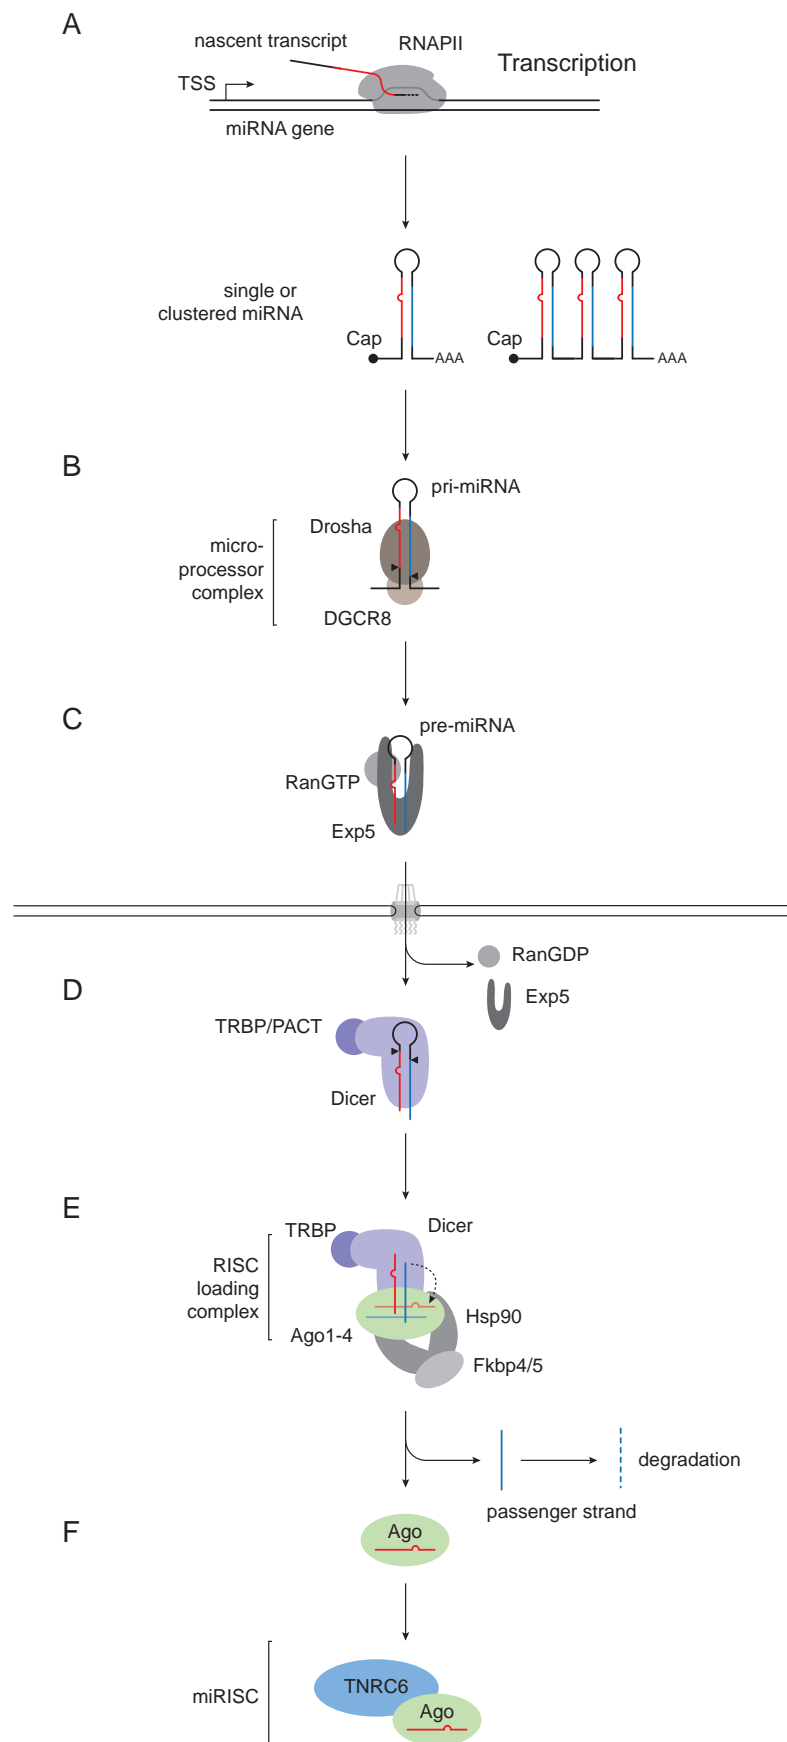 A
nascent transcript
RNAPII
Transcription
TSS
miRNA gene
single or
clustered miRNA
Cap
AAA
Cap
AAA
B
pri-miRNA
Drosha
micro-
processor
complex
DGCR8
C
pre-miRNA
RanGTP
Exp5
RanGDP
Exp5
D
TRBP/PACT
Dicer
E
TRBP
Dicer
RISC
loading
complex
Hsp90
Ago1-4
Fkbp4/5
degradation
passenger strand
F
Ago
miRISC
TNRC6
Ago